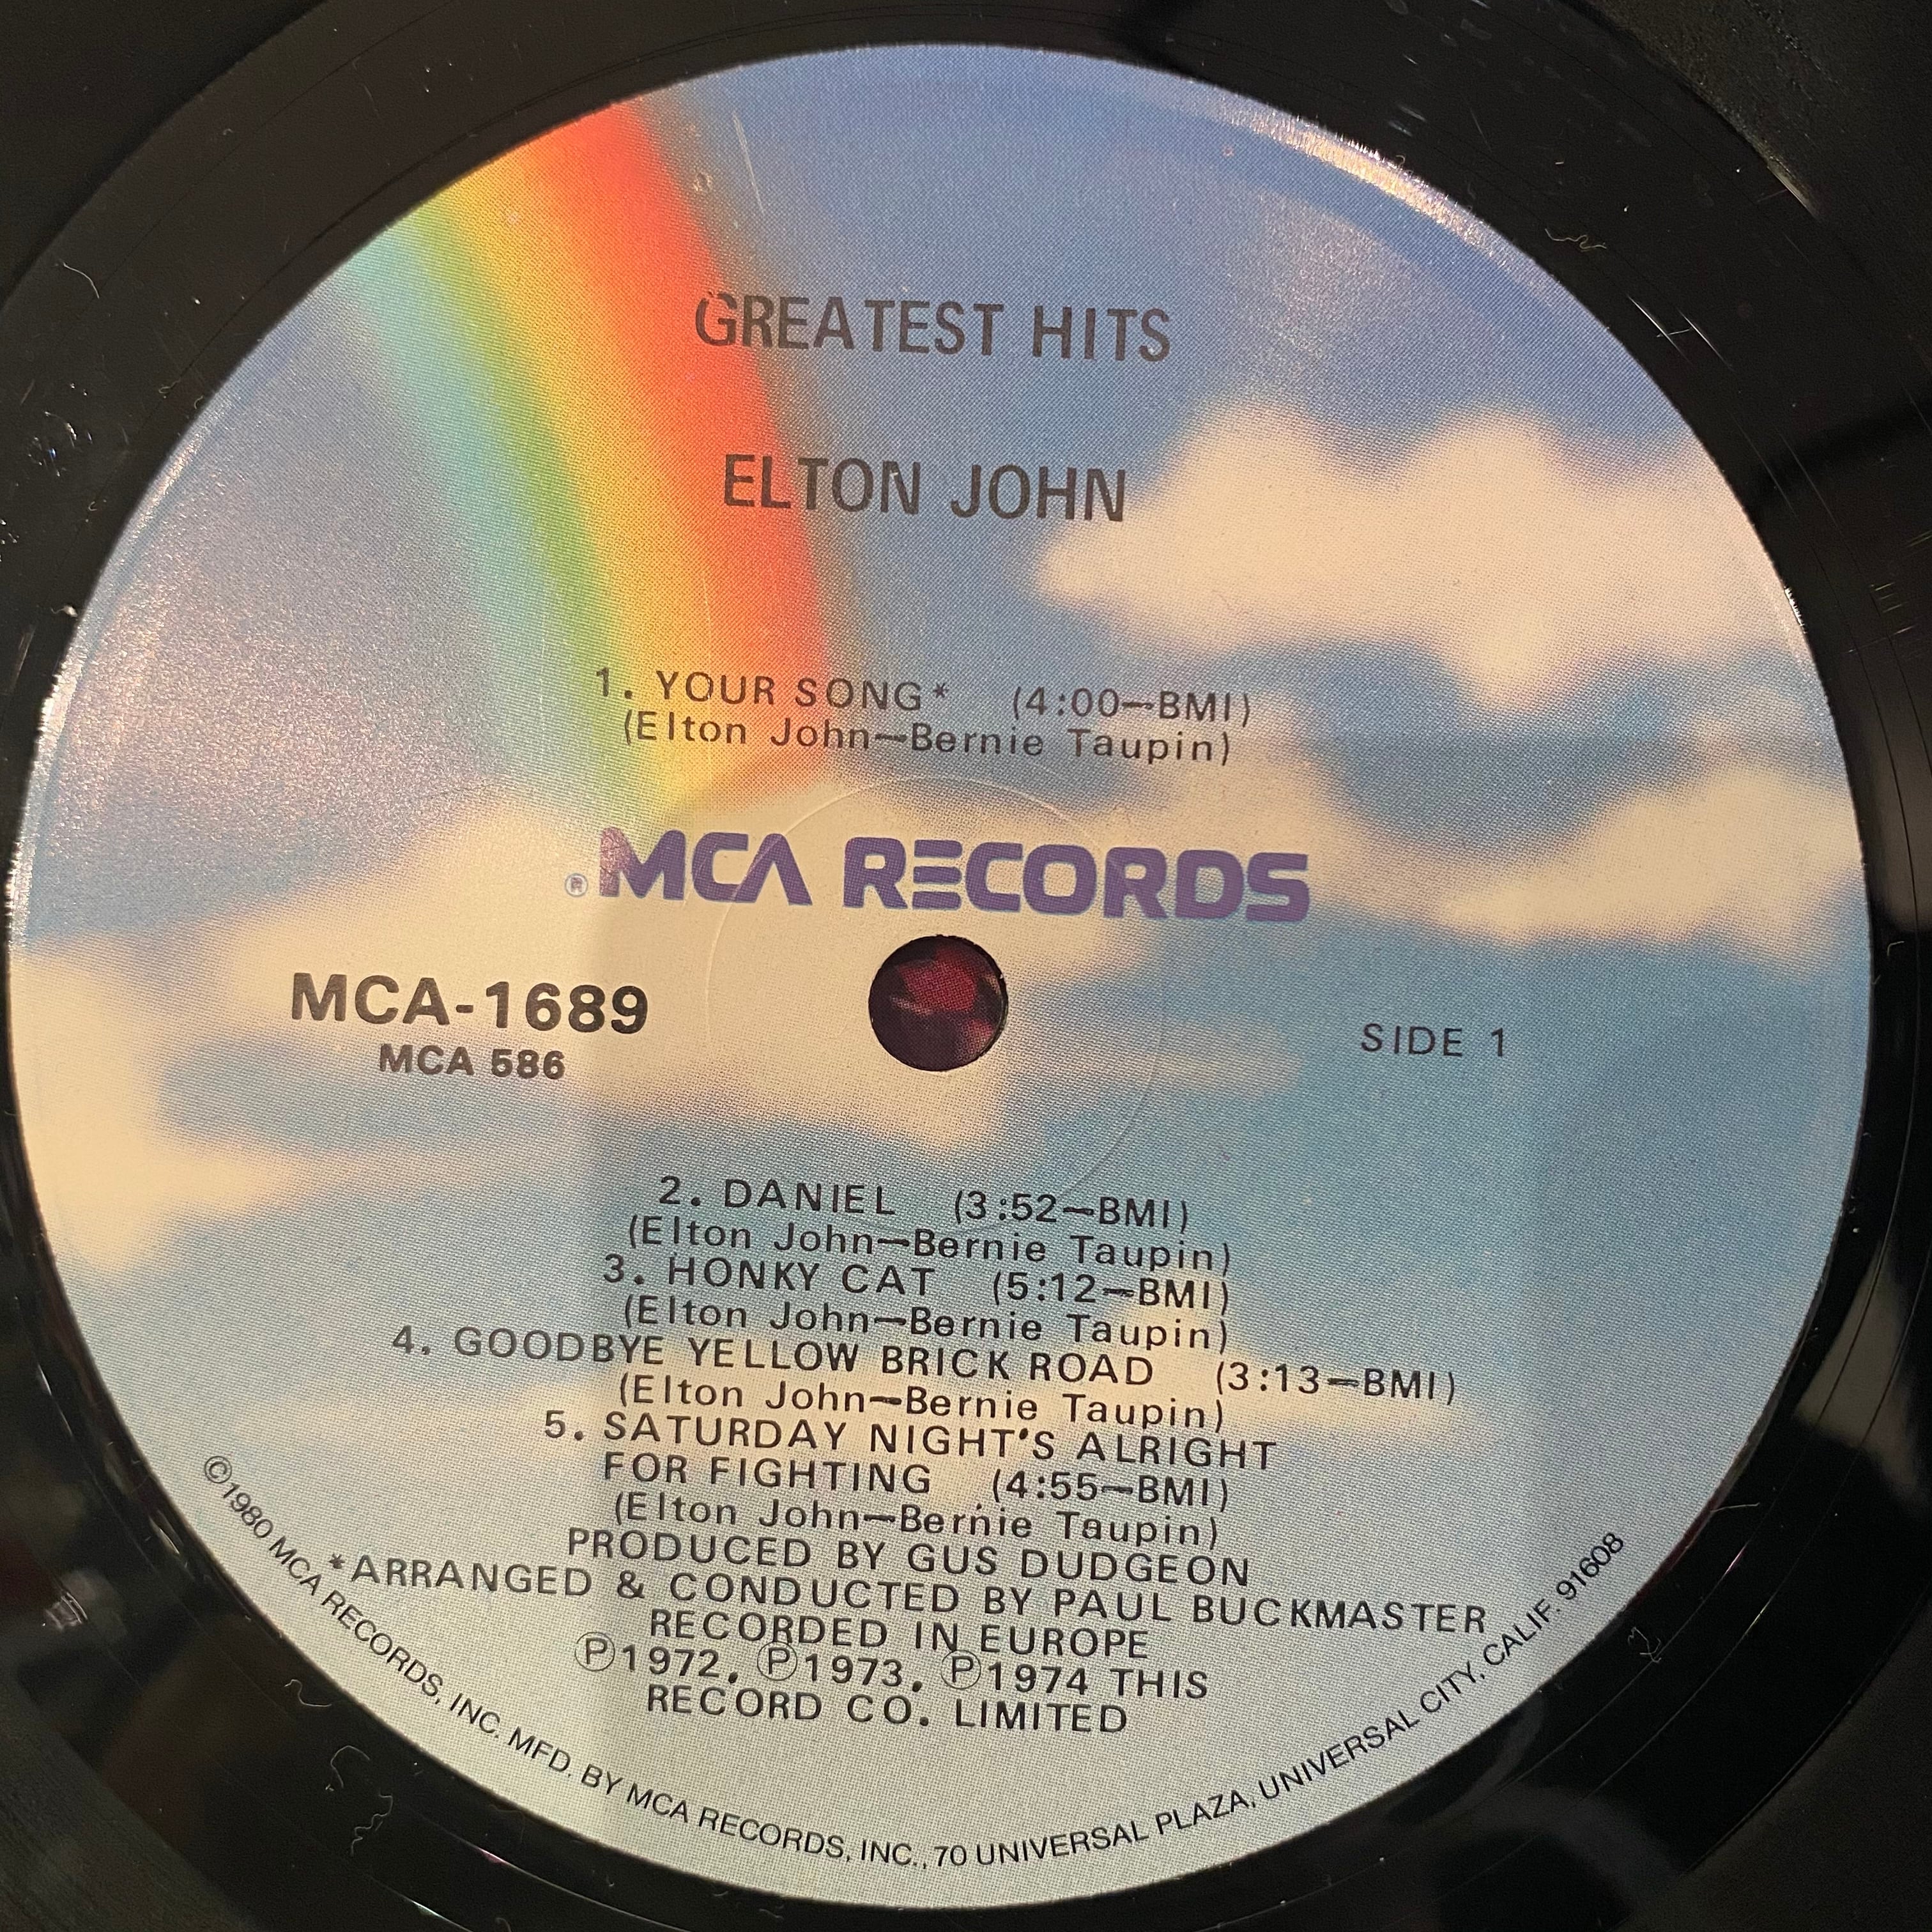 GREATEST HITS
ELTON JOHN
1. YOUR SONG* (4:00—BMI)
(Elton John—Bernie Taupin)
® MCA RECORDS
MCA-1689
MCA 586
SIDE 1
2. DANIEL (3:52—BMI)
(Elton John—Bernie Taupin)
3. HONKY CAT (5:12—BMI)
(Elton John—Bernie Taupin)
4. GOODBYE YELLOW BRICK ROAD (3:13—BMI)
(Elton John—Bernie Taupin)
5. SATURDAY NIGHT'S ALRIGHT
FOR FIGHTING (4:55—BMI)
(Elton John—Bernie Taupin)
PRODUCED BY GUS DUDGEON
*ARRANGED & CONDUCTED BY PAUL BUCKMASTER
RECORDED IN EUROPE
Ⓟ1972, Ⓟ1973, Ⓟ1974 THIS
RECORD CO. LIMITED
©1980 MCA RECORDS, INC. MFD. BY MCA RECORDS, INC., 70 UNIVERSAL PLAZA, UNIVERSAL CITY, CALIF. 91608